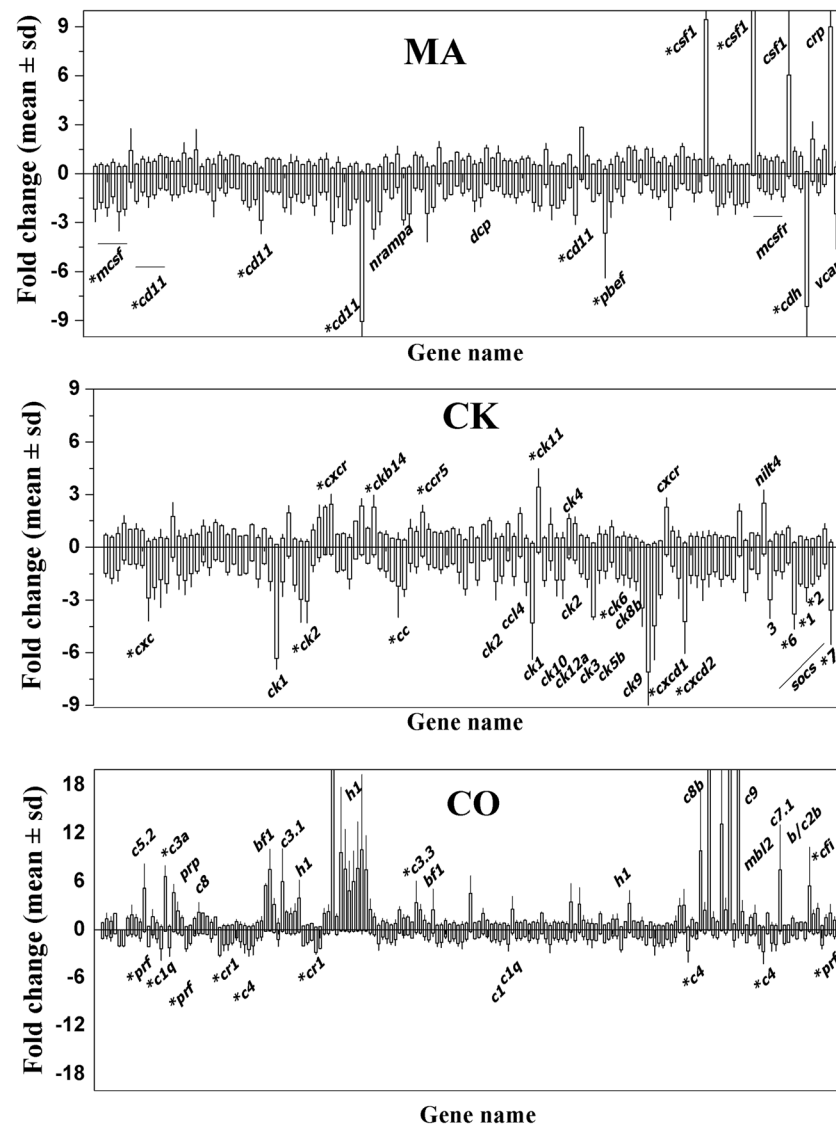 9
6
3
0
-3
-6
-9
Fold change (mean ± sd)
MA
*csf1
*csf1
csf1
crp
*mcsf
*cd11
*cd11
*cd11
nrampa
dcp
*cd11
*pbef
mcsfr
*cdh
Gene name
9
6
3
0
-3
-6
-9
Fold change (mean ± sd)
CK
*cxcr
*ckb14
*ccr5
*ck11
ck4
cxcr
nilt4
*cxc
ck1
*ck2
*cc
ck2
ccl4
ck1
ck10
ck12a
ck2
ck3
ck5b
*ck6
ck8b
ck9
*cxcd1
*cxcd2
3
*6
*1
*2
socs
*7
Gene name
18
12
6
0
-6
-12
-18
Fold change (mean ± sd)
CO
c5.2
*c3a
prp
c8
bf1
c3.1
h1
h1
*c3.3
bf1
h1
c8b
c9
mbl2
c7.1
b/c2b
*cfi
*prf
*c1q
*prf
*cr1
*c4
*cr1
c1
c1q
*c4
*c4
*prf
Gene name